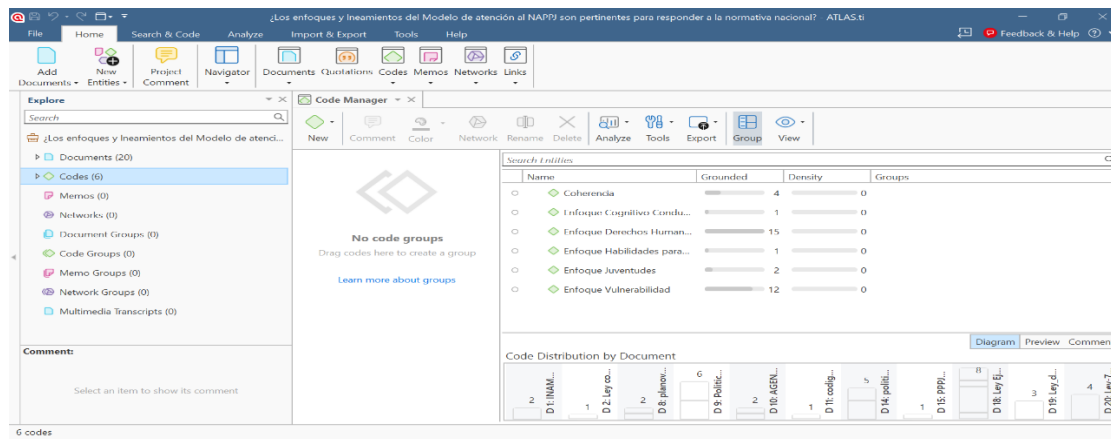 ¿Los enfoques y lneamientos del Modelo de atención al NAPPJ son pertinentes para responder a la normativa nacional? - ATLAS.ti
File Home Search & Code Analyze Import & Export Tools Help Feedback & Help
Add Documents New Entities Project Comment Navigator Documents Quotations Codes Memos Networks Links
Explore
Search
¿Los enfoques y lneamientos del Modelo de atenci...
Documents (20)
Codes (6)
Memos (0)
Networks (0)
Document Groups (0)
Code Groups (0)
Memo Groups (0)
Network Groups (0)
Multimedia Transcripts (0)
Comment:
Select an item to show its comment
Code Manager
New Comment Color Network Rename Delete Analyze Tools Export Group View
No code groups
Drag codes here to create a group
Learn more about groups
Search Entities
Name Grounded Density Groups
Coherencia 4 0
Enfoque Cognitivo Condu... 1 0
Enfoque Derechos Human... 15 0
Enfoque Habilidades para... 1 0
Enfoque Juventudes 2 0
Enfoque Vulnerabilidad 12 0
Diagram Preview Commen
Code Distribution by Document
2 D 1: INAM...
1 D 2: Ley co...
2 D 8: planov...
6 D 9: Politic...
2 D 10: AGEN...
1 D 11: codig...
5 D 14: politi...
1 D 15: PPPJ...
8 D 18: Ley Ej...
3 D 19: Ley_d...
4 D 20: Ley-7
6 codes